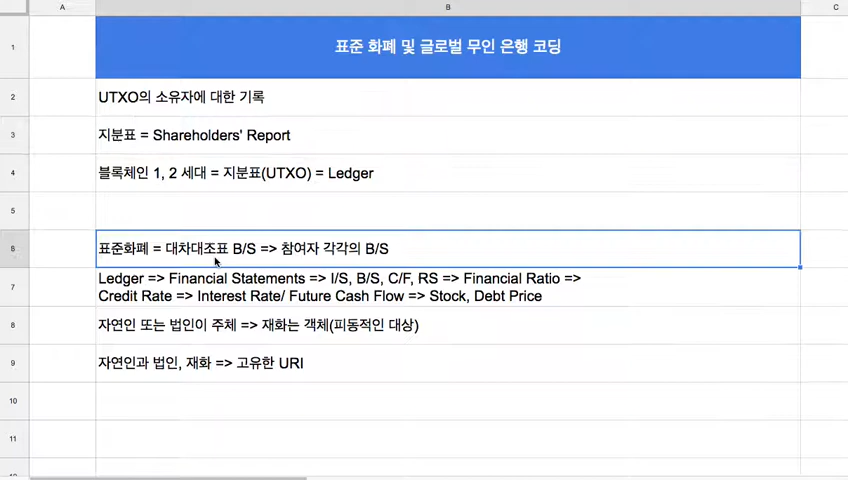 A B C
1 표준 화폐 및 글로벌 무인 은행 코딩
2 UTXO의 소유자에 대한 기록
3 지분표 = Shareholders' Report
4 블록체인 1, 2 세대 = 지분표(UTXO) = Ledger
5
6 표준화폐 = 대차대조표 B/S => 참여자 각각의 B/S
7 Ledger => Financial Statements => I/S, B/S, C/F, RS => Financial Ratio =>
Credit Rate => Interest Rate/ Future Cash Flow => Stock, Debt Price
8 자연인 또는 법인이 주체 => 재화는 객체(피동적인 대상)
9 자연인과 법인, 재화 => 고유한 URI
10
11